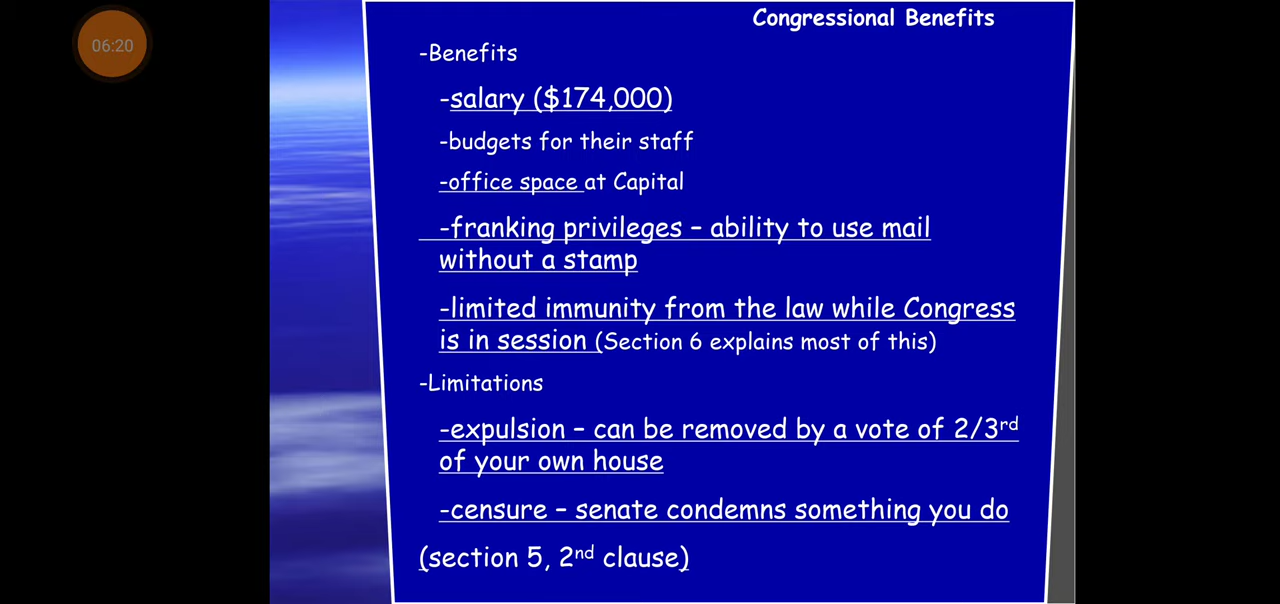 06:20
Congressional Benefits
-Benefits
-salary ($174,000)
-budgets for their staff
-office space at Capital
-franking privileges – ability to use mail
without a stamp
-limited immunity from the law while Congress
is in session (Section 6 explains most of this)
-Limitations
-expulsion – can be removed by a vote of 2/3rd
of your own house
-censure – senate condemns something you do
(section 5, 2nd clause)